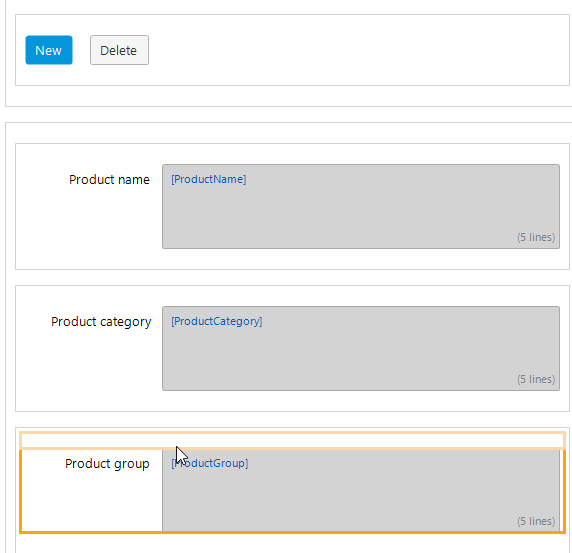 New Delete
Product name [ProductName]
(5 lines)
Product category [ProductCategory]
(5 lines)
Product group [ProductGroup]
(5 lines)